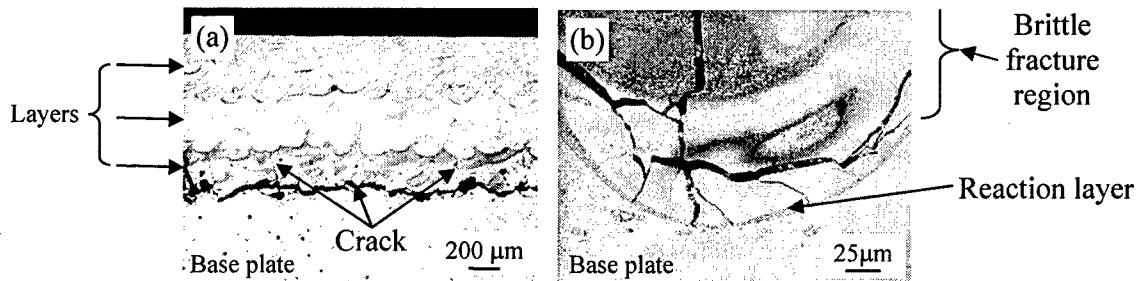 (a)
Layers
Crack
Base plate
200 µm
(b)
Brittle
fracture
region
Reaction layer
Base plate
25µm